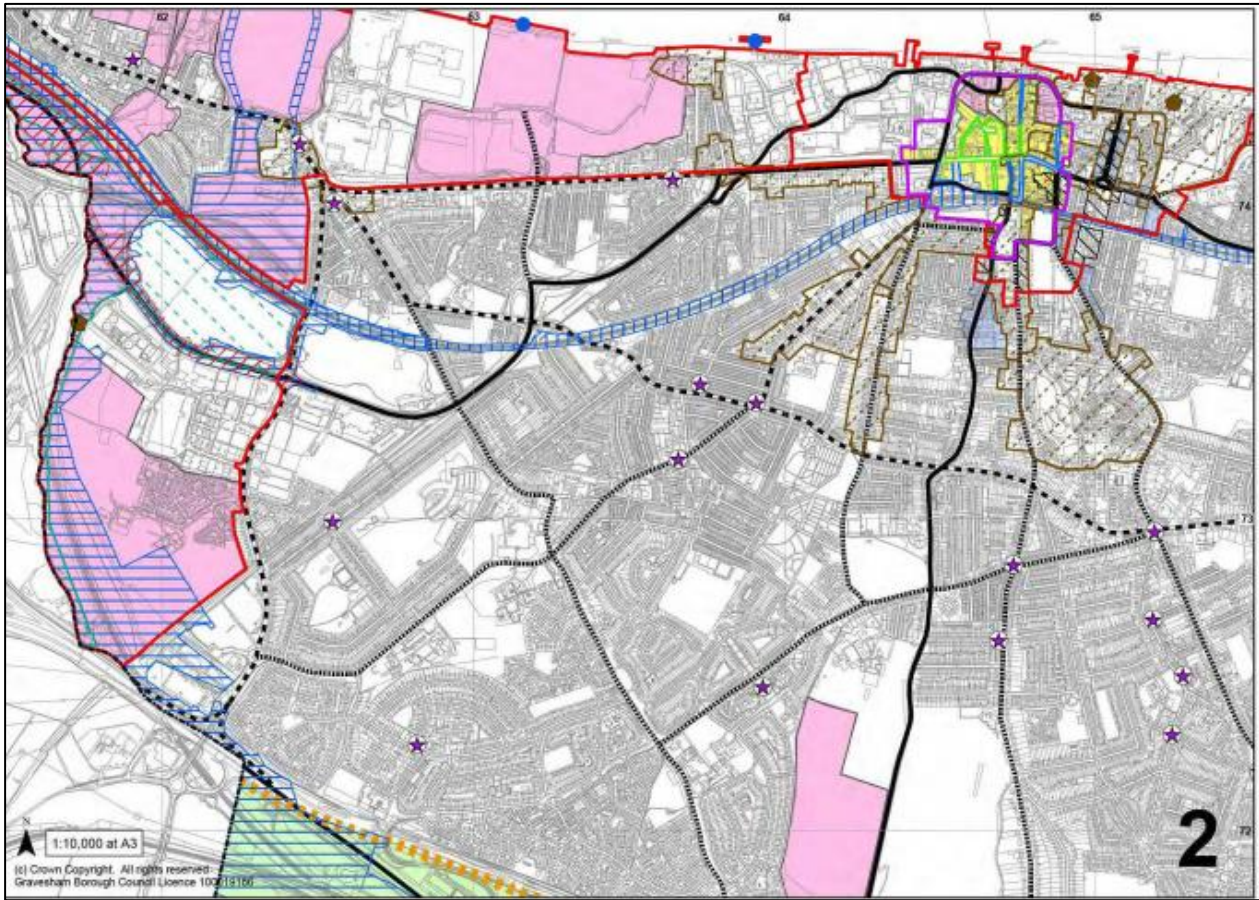 62 63 64 65
74
73
72
N
1:10,000 at A3
(c) Crown Copyright. All rights reserved
Gravesham Borough Council Licence
2